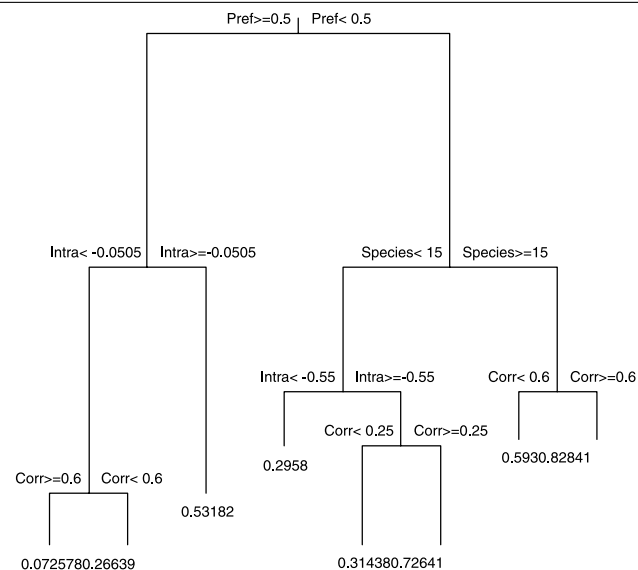 Pref>=0.5 Pref< 0.5
Intra< -0.0505 Intra>=-0.0505
Species< 15 Species>=15
Intra< -0.55 Intra>=-0.55
Corr< 0.6 Corr>=0.6
Corr< 0.25 Corr>=0.25
0.2958
0.5930.82841
Corr>=0.6 Corr< 0.6
0.53182
0.0725780.26639
0.314380.72641